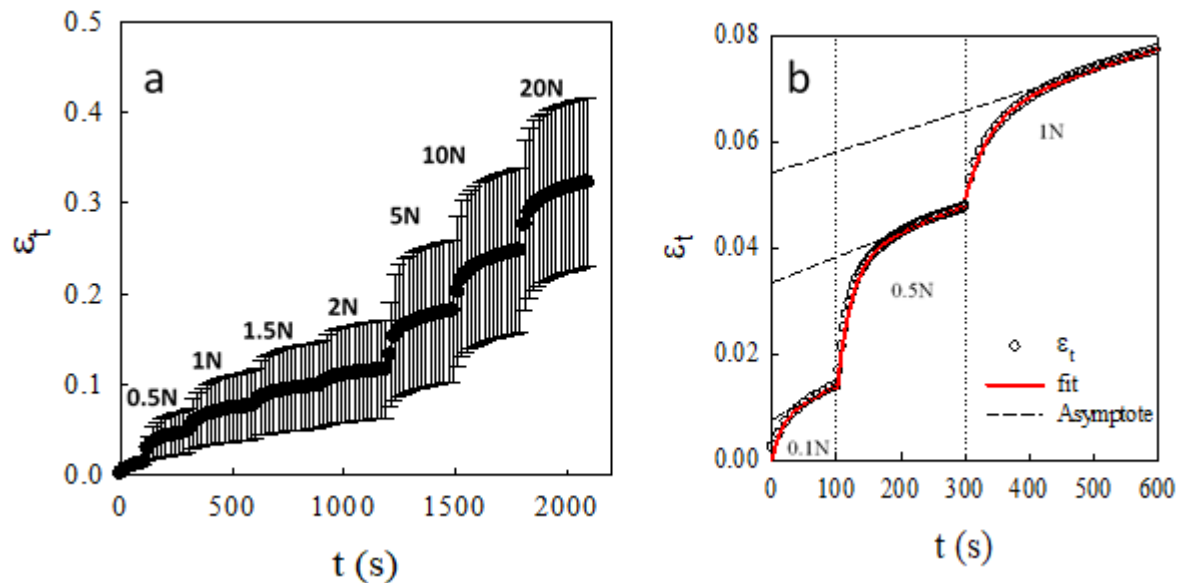 a
0.5
0.4
0.3
0.2
0.1
0.0
εt
0.5N
1N
1.5N
2N
5N
10N
20N
0
500
1000
1500
2000
t (s)
b
0.08
0.06
0.04
0.02
0.00
εt
0.1N
0.5N
1N
εt
fit
Asymptote
0
100
200
300
400
500
600
t (s)